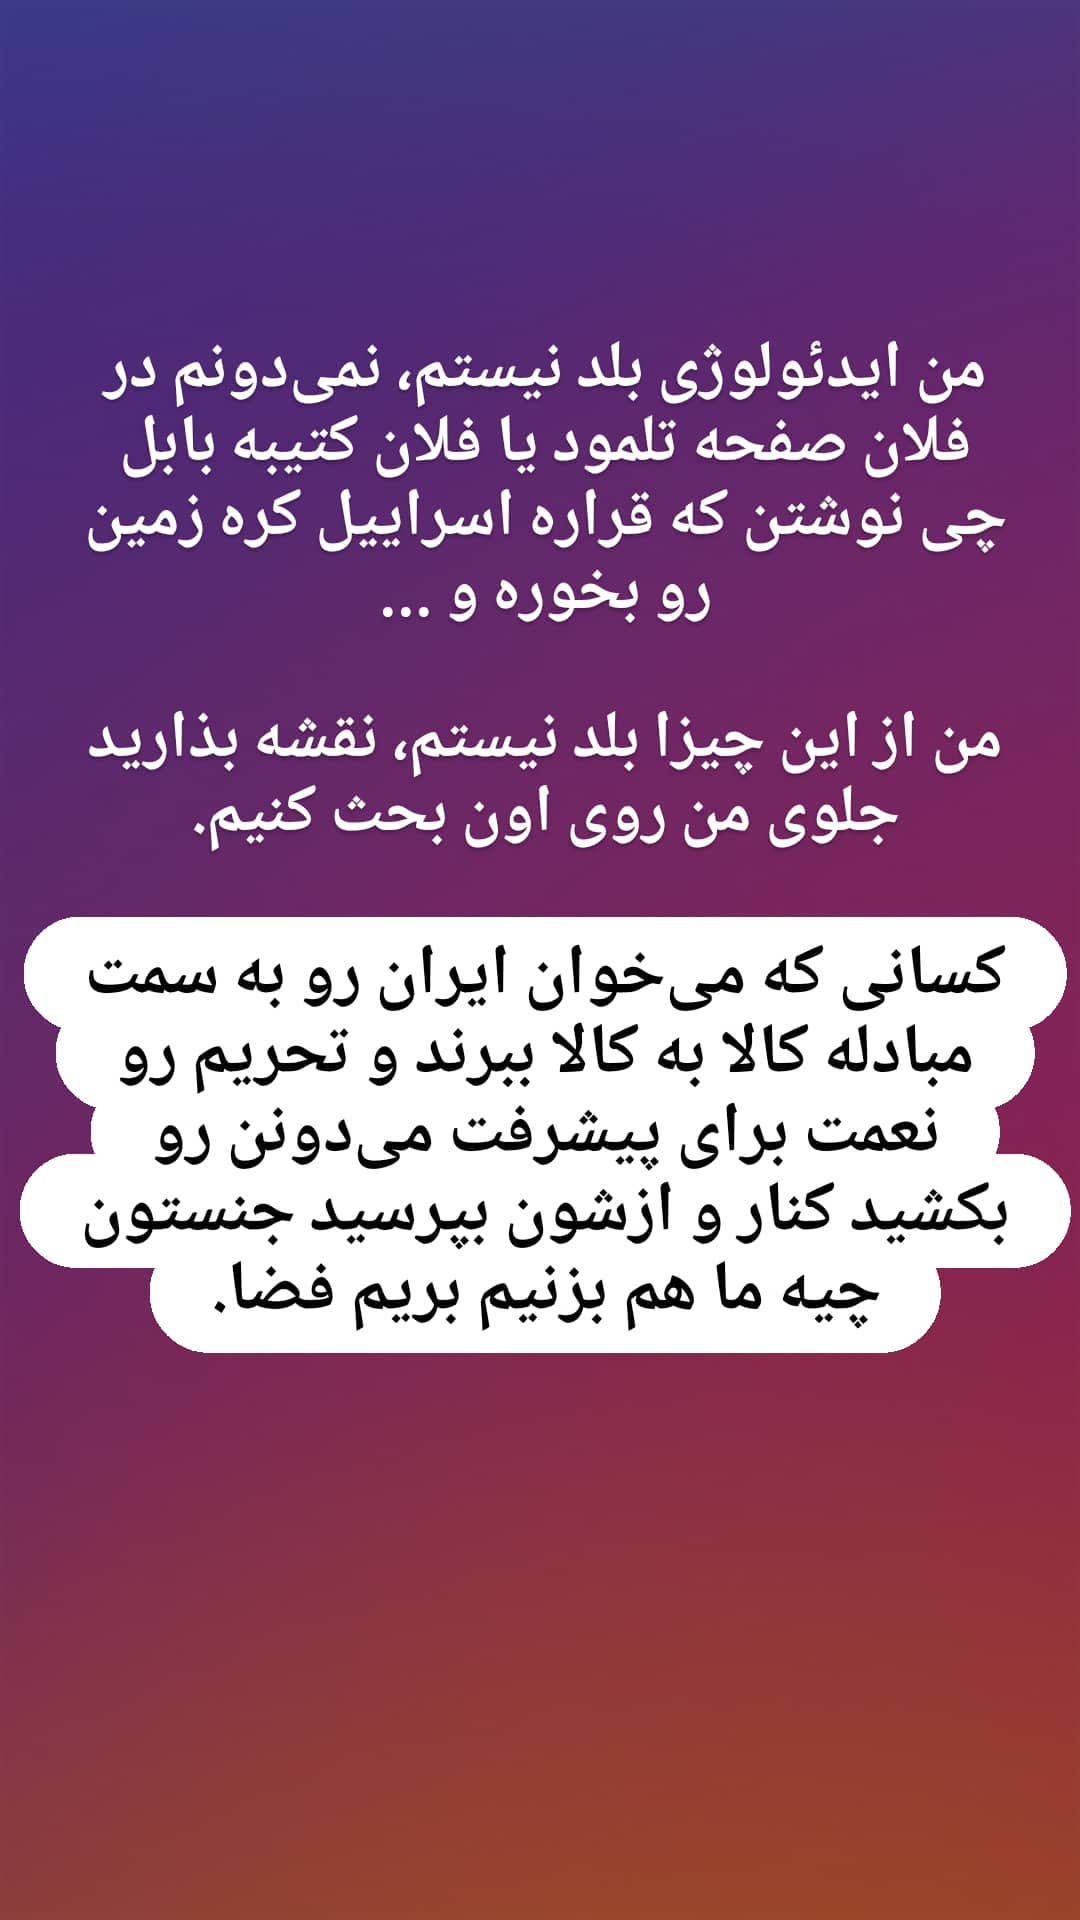 من ایدئولوژی بلد نیستم، نمی‌دونم در
فلان صفحه تلمود یا فلان کتیبه بابل
چی نوشتن که قراره اسراییل کره زمین
رو بخوره و ...
من از این چیزا بلد نیستم، نقشه بذارید
جلوی من روی اون بحث کنیم.
کسانی که می‌خوان ایران رو به سمت
مبادله کالا به کالا ببرند و تحریم رو
نعمت برای پیشرفت می‌دونن رو
بکشید کنار و ازشون بپرسید جنستون
چیه ما هم بزنیم بریم فضا.